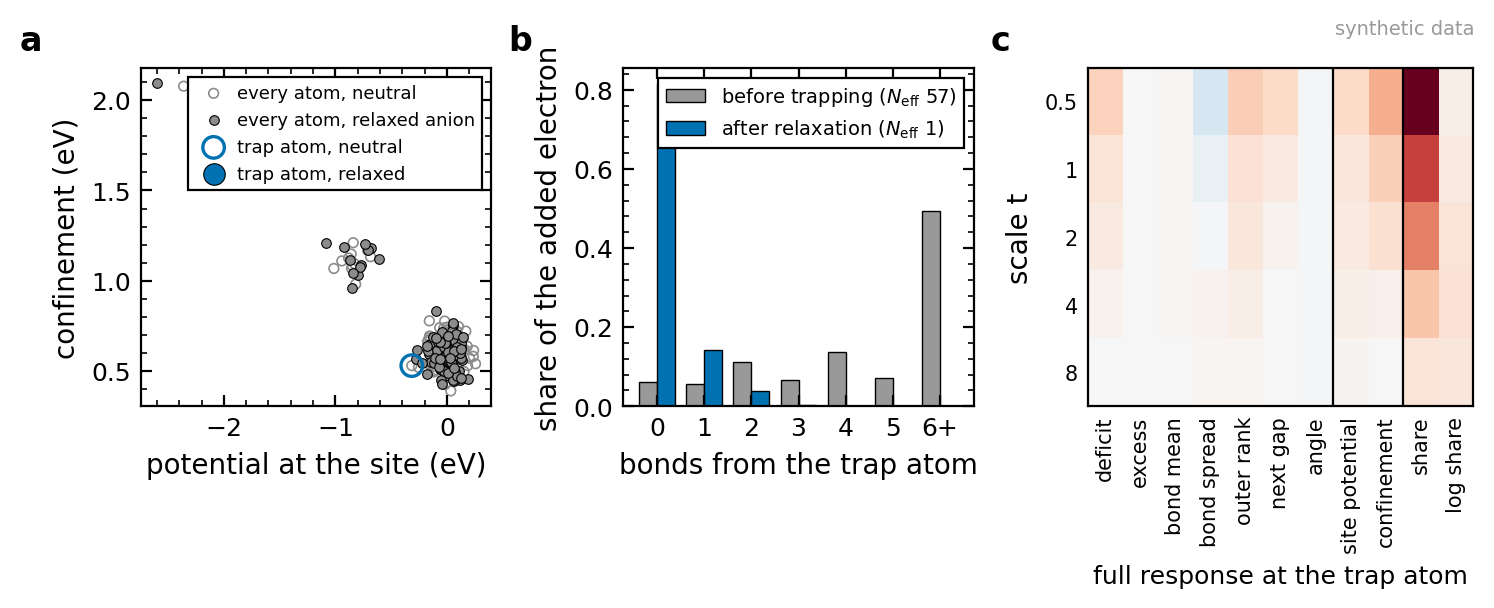 synthetic data
a
confinement (eV)
2.0
1.5
1.0
0.5
−2
−1
0
potential at the site (eV)
every atom, neutral
every atom, relaxed anion
trap atom, neutral
trap atom, relaxed
b
share of the added electron
0.8
0.6
0.4
0.2
0.0
0
1
2
3
4
5
6+
bonds from the trap atom
before trapping (Neff 57)
after relaxation (Neff 1)
c
scale t
0.5
1
2
4
8
deficit
excess
bond mean
bond spread
outer rank
next gap
angle
site potential
confinement
share
log share
full response at the trap atom